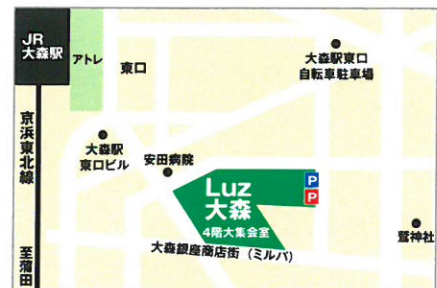 JR
大森駅
アトレ
東口
大森駅東口
自転車駐車場
京浜東北線
大森駅
東口ビル
安田病院
Luz
大森
4階大集会室
P
P
鷲神社
大森銀座商店街（ミルパ）
至蒲田